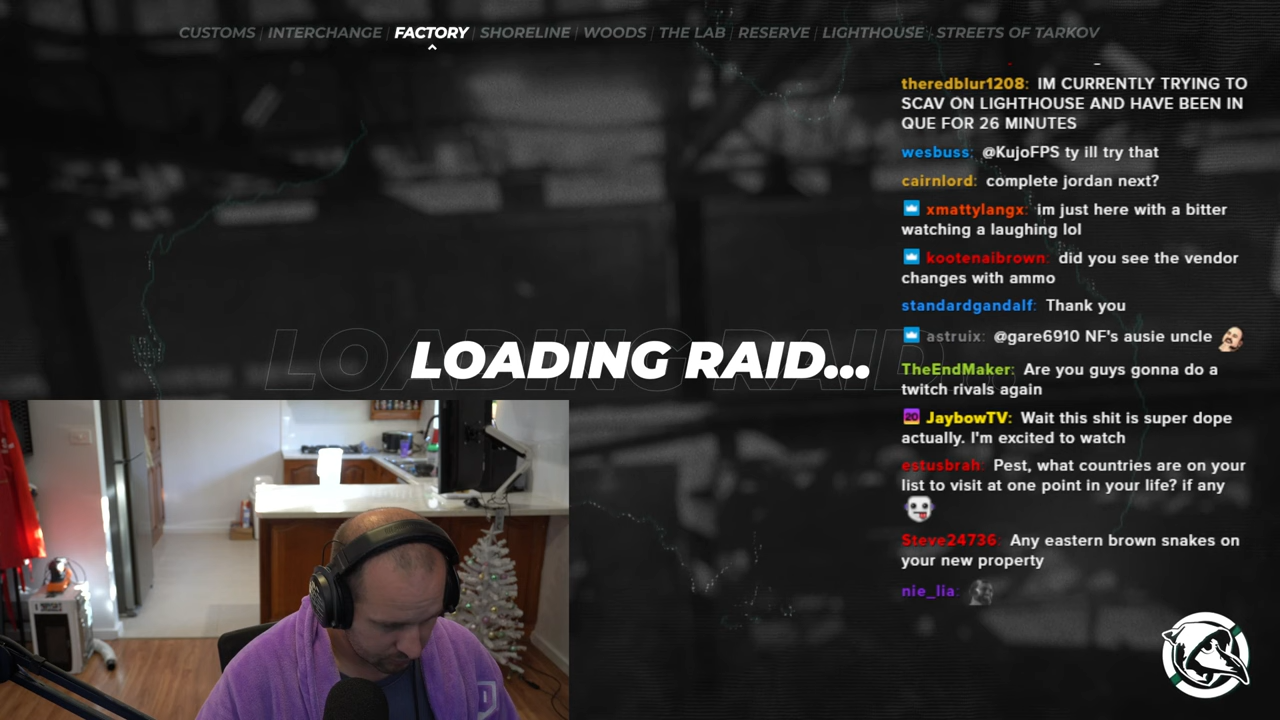 CUSTOMS | INTERCHANGE | FACTORY | SHORELINE | WOODS | THE LAB | RESERVE | LIGHTHOUSE | STREETS OF TARKOV
theredblur1208: IM CURRENTLY TRYING TO
SCAV ON LIGHTHOUSE AND HAVE BEEN IN
QUE FOR 26 MINUTES
wesbuss: @KujoFPS ty ill try that
cairnlord: complete jordan next?
xmattylangx: im just here with a bitter
watching a laughing lol
kootenaibrown: did you see the vendor
changes with ammo
standardgandalf: Thank you
astruix: @gare6910 NF's ausie uncle
LOADING RAID...
LOADING RAID...
TheEndMaker: Are you guys gonna do a
twitch rivals again
20 JaybowTV: Wait this shit is super dope
actually. I'm excited to watch
estusbrah: Pest, what countries are on your
list to visit at one point in your life? if any
Steve24736: Any eastern brown snakes on
your new property
nie_lia: